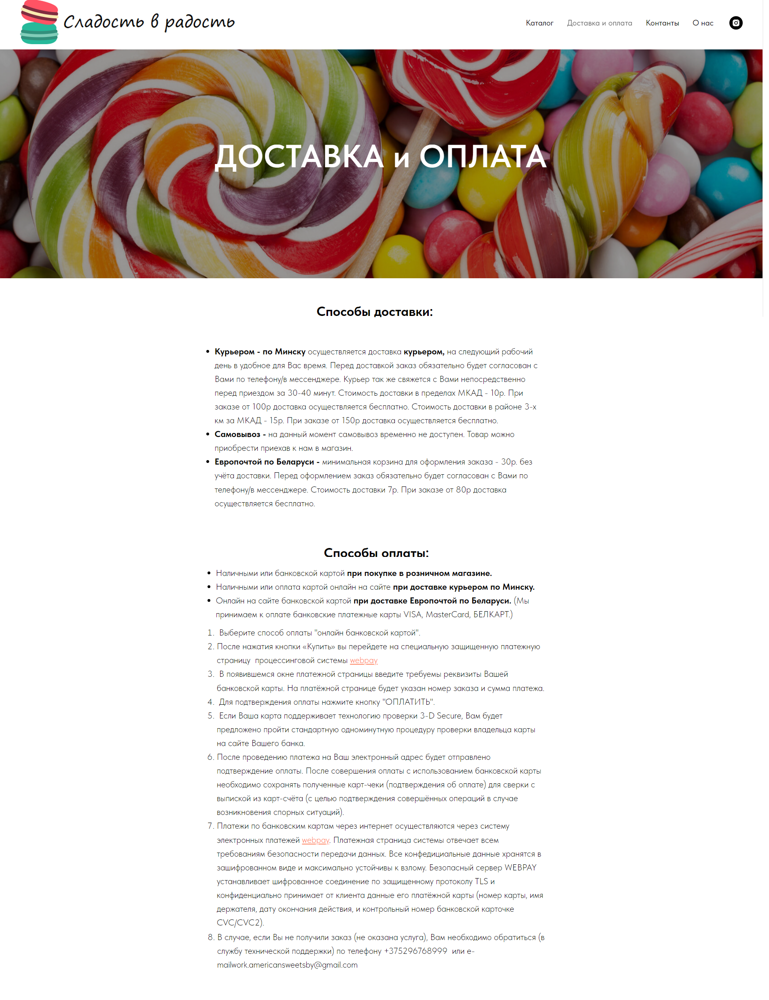 Сладость в радость
Каталог
Доставка и оплата
Контанты
О нас
ДОСТАВКА и ОПЛАТА
Способы доставки:
• Курьером - по Минску осуществляется доставка курьером, на следующий рабочий
день в удобное для Вас время. Перед доставкой заказ обязательно будет согласован с
Вами по телефону/в мессенджере. Курьер так же свяжется с Вами непосредственно
перед приездом за 30-40 минут. Стоимость доставки в пределах МКАД - 10р. При
заказе от 100р доставка осуществляется бесплатно. Стоимость доставки в районе 3-х
км за МКАД - 15р. При заказе от 150р доставка осуществляется бесплатно.
• Самовывоз - на данный момент самовывоз временно не доступен. Товар можно
приобрести приехав к нам в магазин.
• Европочтой по Беларуси - минимальная корзина для оформления заказа - 30р. без
учёта доставки. Перед оформлением заказ обязательно будет согласован с Вами по
телефону/в мессенджере. Стоимость доставки 7р. При заказе от 80р доставка
осуществляется бесплатно.
Способы оплаты:
• Наличными или банковской картой при покупке в розничном магазине.
• Наличными или оплата картой онлайн на сайте при доставке курьером по Минску.
• Онлайн на сайте банковской картой при доставке Европочтой по Беларуси. (Мы
принимаем к оплате банковские платежные карты VISA, MasterCard, БЕЛКАРТ.)
1. Выберите способ оплаты "онлайн банковской картой".
2. После нажатия кнопки «Купить» вы перейдете на специальную защищенную платежную
страницу процессинговой системы webpay
3. В появившемся окне платежной страницы введите требуемы реквизиты Вашей
банковской карты. На платёжной странице будет указан номер заказа и сумма платежа.
4. Для подтверждения оплаты нажмите кнопку "ОПЛАТИТЬ".
5. Если Ваша карта поддерживает технологию проверки 3-D Secure, Вам будет
предложено пройти стандартную одноминутную процедуру проверки владельца карты
на сайте Вашего банка.
6. После проведению платежа на Ваш электронный адрес будет отправлено
подтверждение оплаты. После совершения оплаты с использованием банковской карты
необходимо сохранять полученные карт-чеки (подтверждения об оплате) для сверки с
выпиской из карт-счёта (с целью подтверждения совершённых операций в случае
возникновения спорных ситуаций).
7. Платежи по банковским картам через интернет осуществляются через систему
электронных платежей webpay. Платежная страница системы отвечает всем
требованиям безопасности передачи данных. Все конфедициальные данные хранятся в
зашифрованном виде и максимально устойчивы к взлому. Безопасный сервер WEBPAY
устанавливает шифрованное соединение по защищенному протоколу TLS и
конфиденциально принимает от клиента данные его платёжной карты (номер карты, имя
держателя, дату окончания действия, и контрольный номер банковской карточке
CVC/CVC2).
8. В случае, если Вы не получили заказ (не оказана услуга), Вам необходимо обратиться (в
службу технической поддержки) по телефону +375296768999 или e-
mailwork.americansweetsby@gmail.com